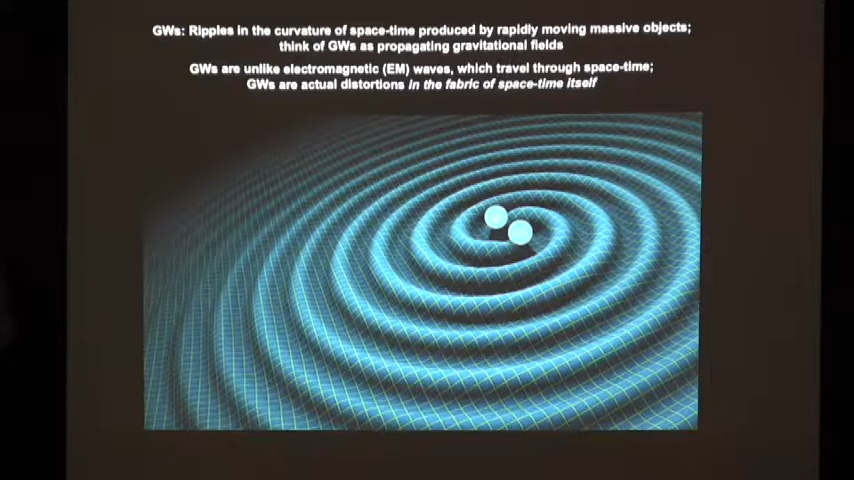 GWs: Ripples in the curvature of space-time produced by rapidly moving massive objects;
think of GWs as propagating gravitational fields
GWs are unlike electromagnetic (EM) waves, which travel through space-time;
GWs are actual distortions in the fabric of space-time itself